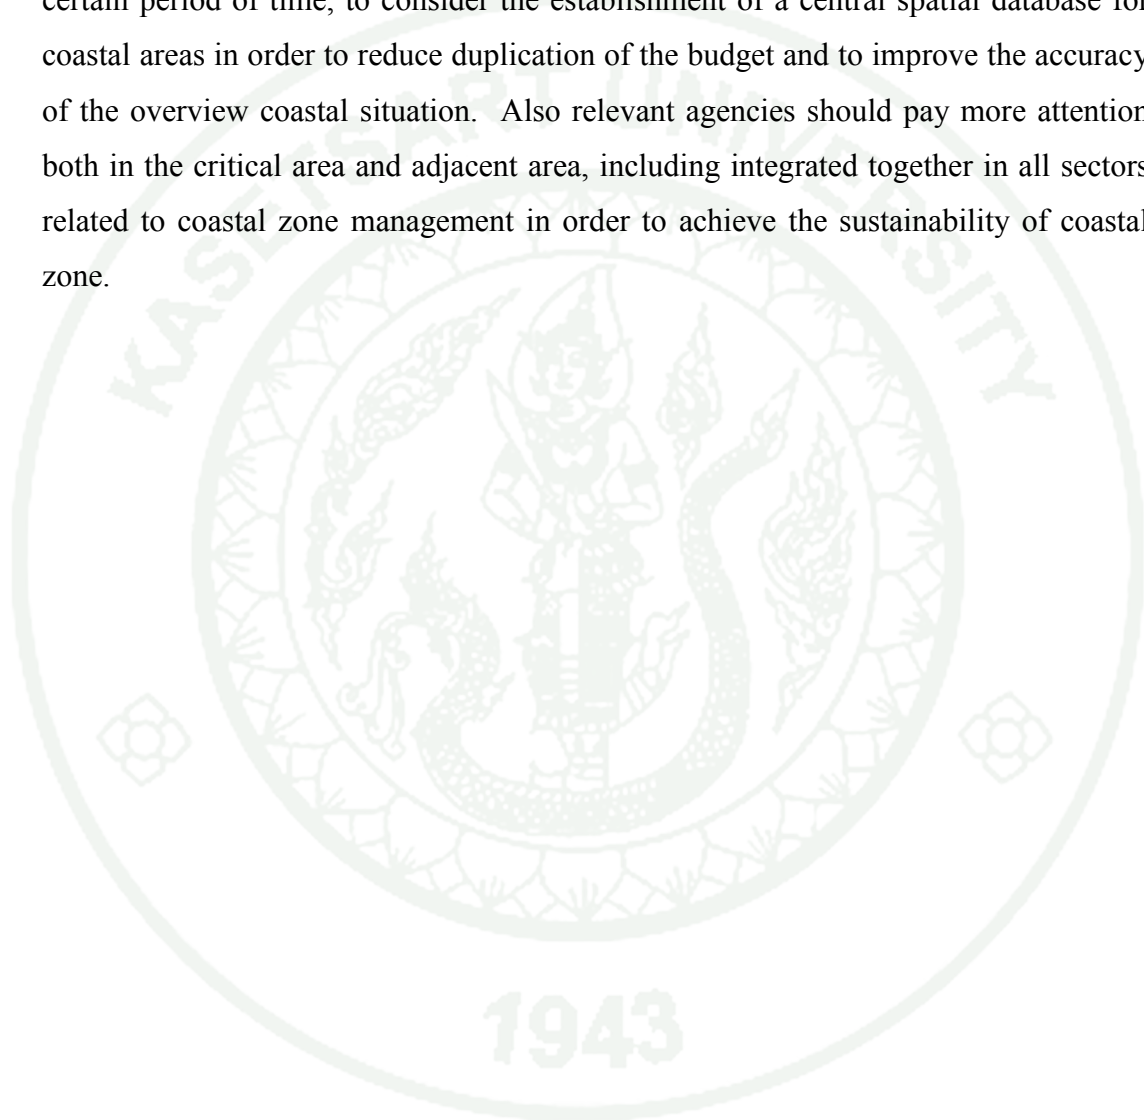 certain period of time, to consider the establishment of a central spatial database for
coastal areas in order to reduce duplication of the budget and to improve the accuracy
of the overview coastal situation. Also relevant agencies should pay more attention
both in the critical area and adjacent area, including integrated together in all sectors
related to coastal zone management in order to achieve the sustainability of coastal
zone.
KASETSART UNIVERSITY
1943